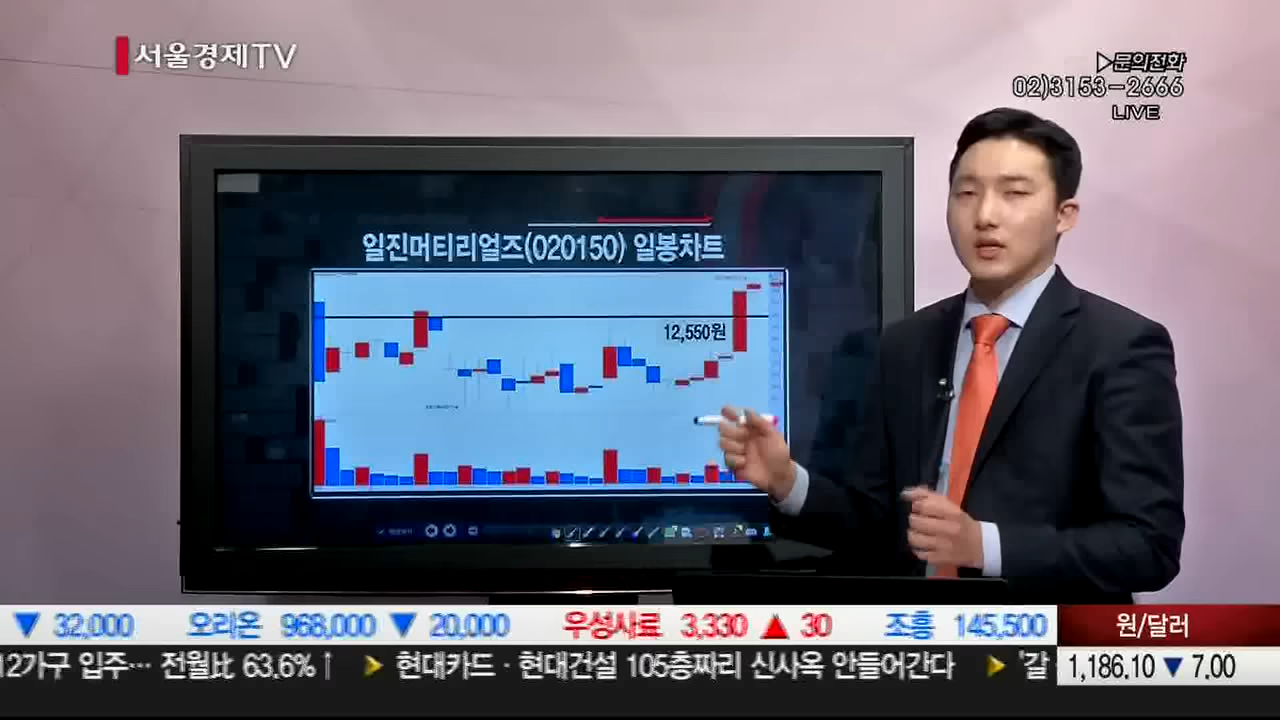 서울경제TV
▶문의전화
02)3153-2666
LIVE
일진머티리얼즈(020150) 일봉차트
12,550원
▼ 32,000 오리온 968,000 ▼ 20,000 우성사료 3,330 ▲ 30 조흥 145,500
원/달러
12가구 입주… 전월比 63.6%↑ ▶ 현대카드·현대건설 105층짜리 신사옥 안들어간다 ▶ '갈
1,186.10 ▼ 7.00